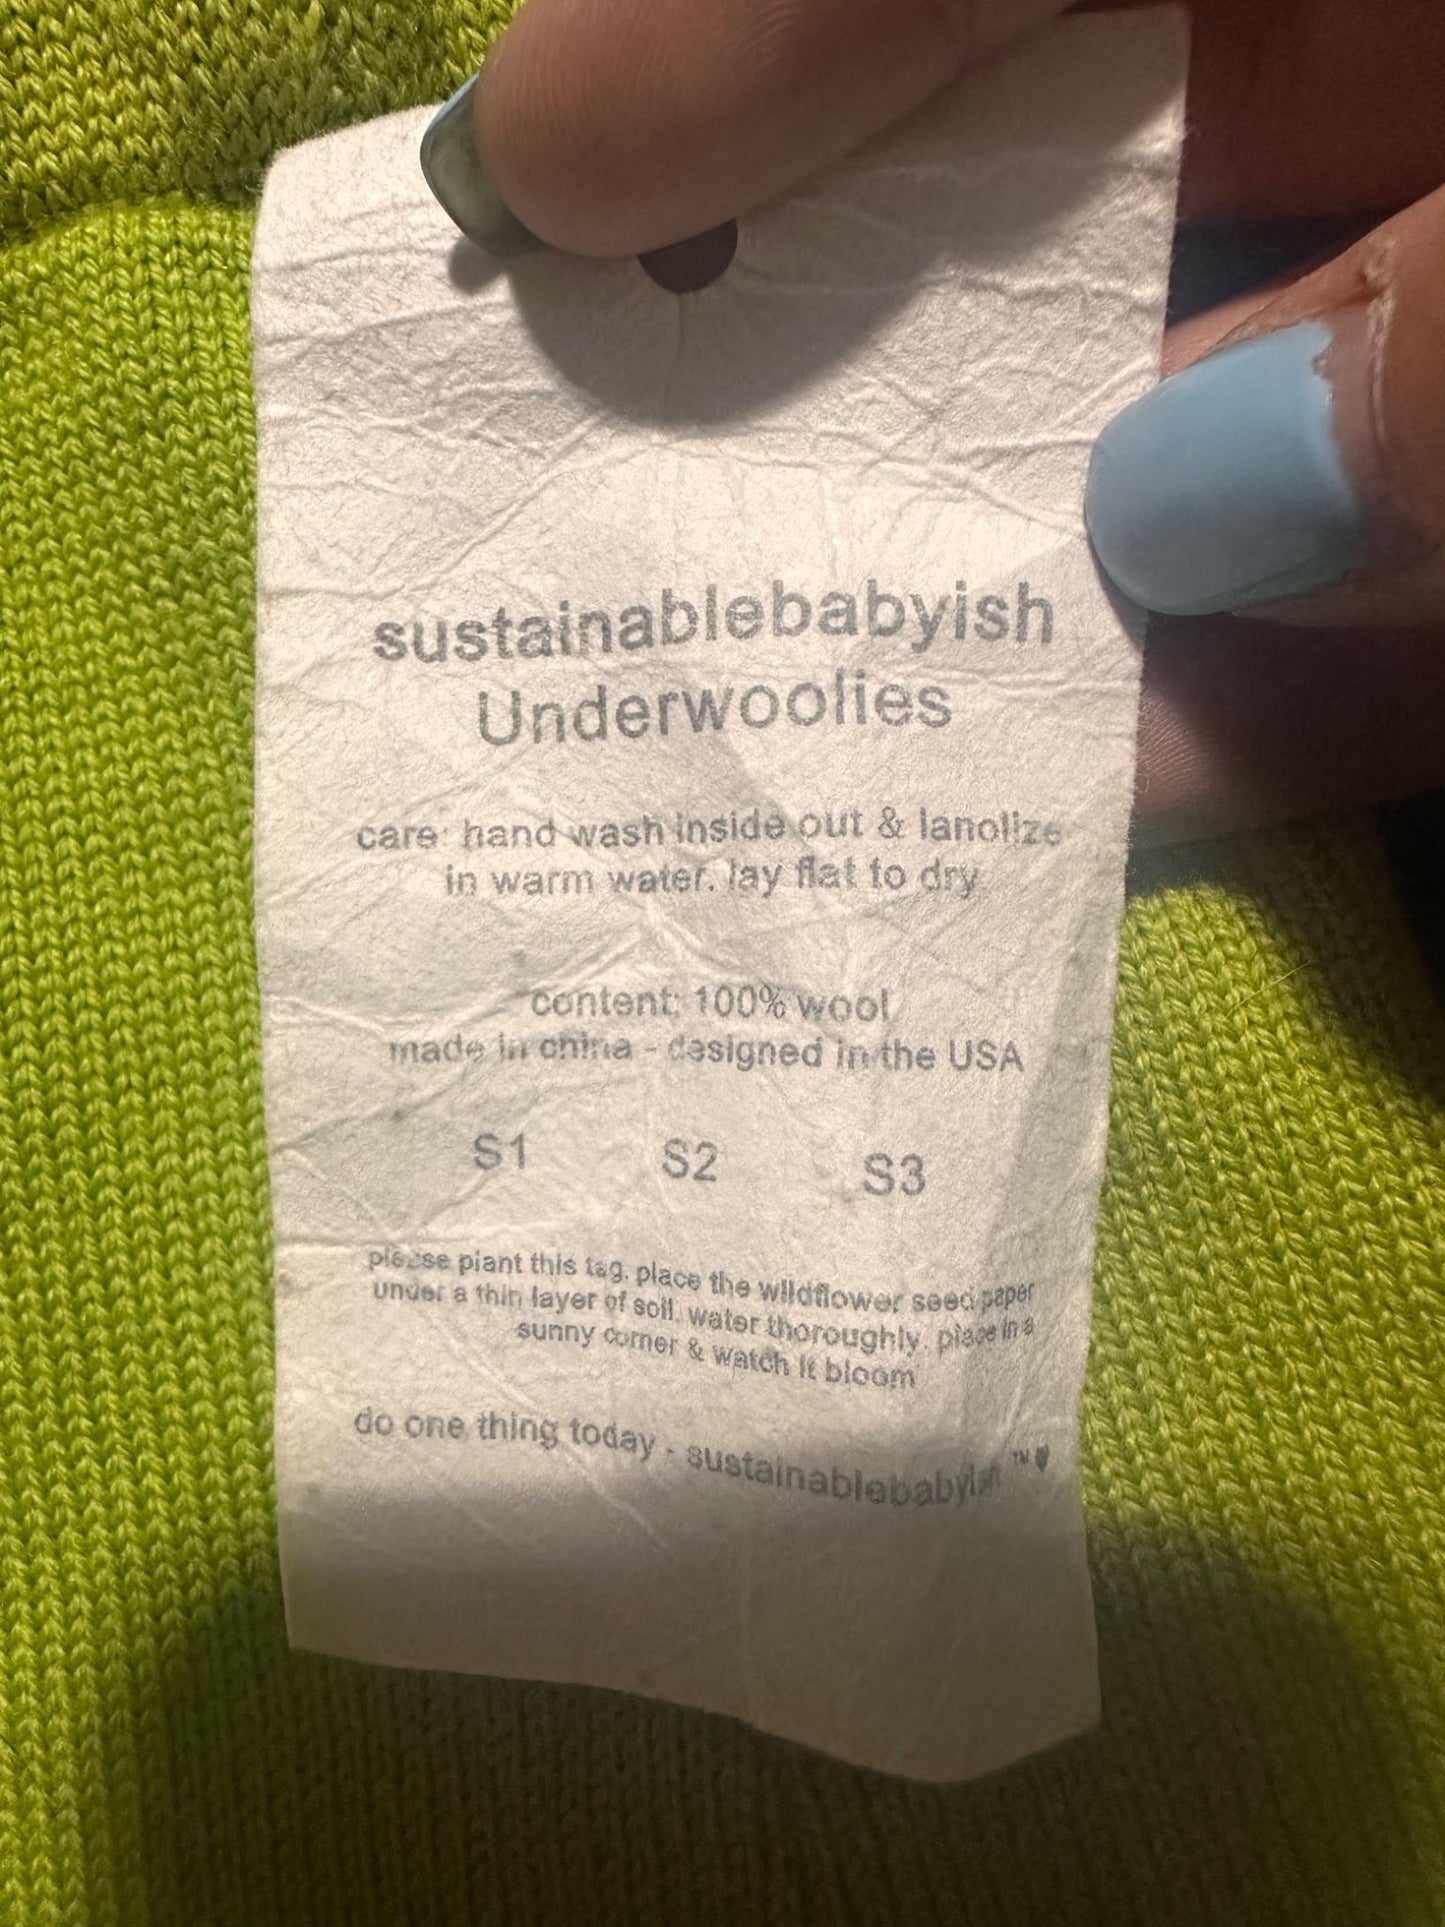 sustainablebabyish
Underwoolies
care: hand wash inside out & lanolize
in warm water. lay flat to dry.
content: 100% wool
made in china - designed in the USA
S1 S2 S3
please plant this tag. place the wildflower seed paper
under a thin layer of soil. water thoroughly. place in a
sunny corner & watch it bloom
do one thing today - sustainablebabyish ™